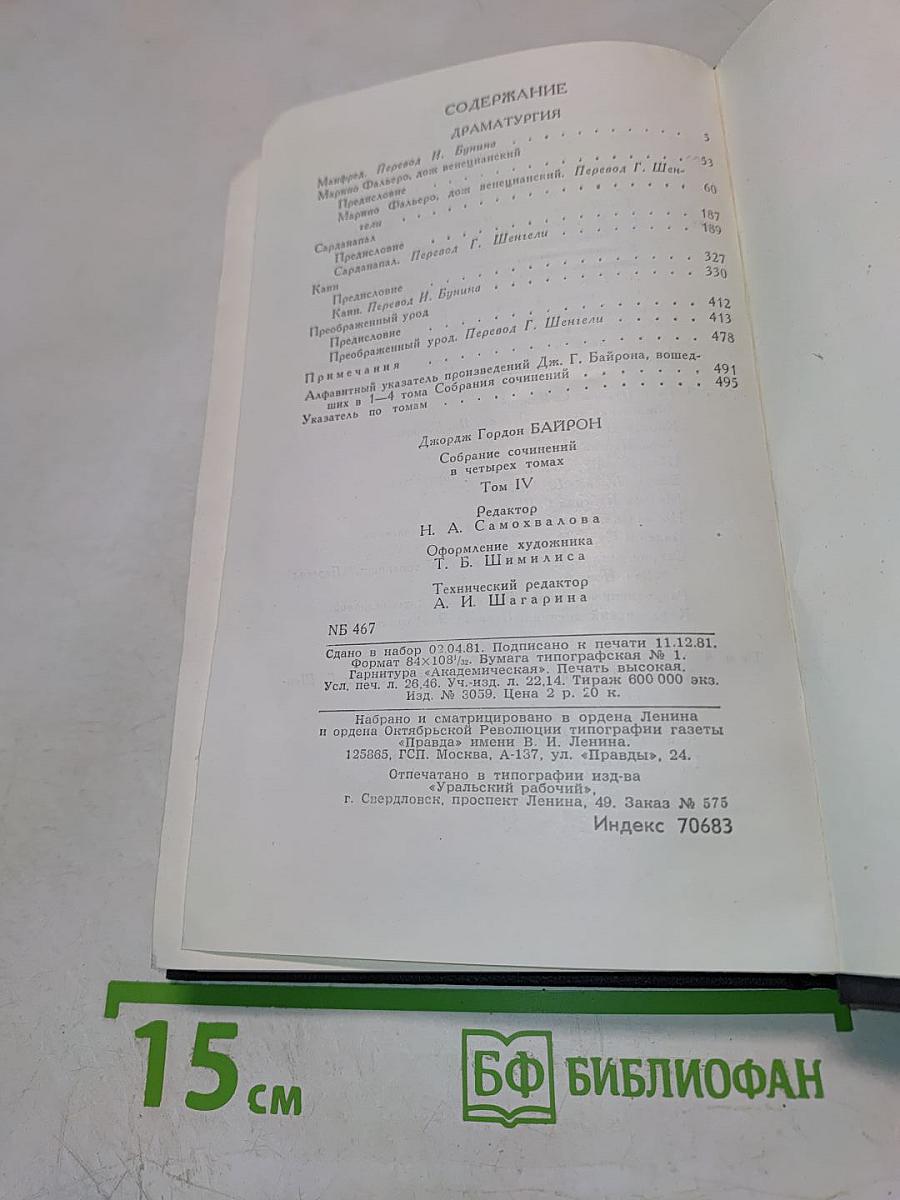 СОДЕРЖАНИЕ
ДРАМАТУРГИЯ
Манфред. Перевод И. Бунина . . . . . . . . . . 5
Марино Фальеро, дож венецианский
Предисловие . . . . . . . . . . . . . . 53
Марино Фальеро, дож венецианский. Перевод Г. Шен-
гели . . . . . . . . . . . . . . . . 60
Сарданапал
Предисловие . . . . . . . . . . . . . . 187
Сарданапал. Перевод Г. Шенгели . . . . . . . 189
Каин
Предисловие . . . . . . . . . . . . . . 327
Каин. Перевод И. Бунина . . . . . . . . . . 330
Преображенный урод
Предисловие . . . . . . . . . . . . . . 412
Преображенный урод. Перевод Г. Шенгели . . . . . 413
Примечания . . . . . . . . . . . . . . . 478
Алфавитный указатель произведений Дж. Г. Байрона, вошед-
ших в 1—4 тома Собрания сочинений . . . . . . . 491
Указатель по томам . . . . . . . . . . . . . 495
Джордж Гордон БАЙРОН
Собрание сочинений
в четырех томах
Том IV
Редактор
Н. А. Самохвалова
Оформление художника
Т. Б. Шимилиса
Технический редактор
А. И. Шагарина
NБ 467
Сдано в набор 02.04.81. Подписано к печати 11.12.81.
Формат 84×108¹/₃₂. Бумага типографская № 1.
Гарнитура «Академическая». Печать высокая.
Усл. печ. л. 26,46. Уч.-изд. л. 22,14. Тираж 600 000 экз.
Изд. № 3059. Цена 2 р. 20 к.
Набрано и сматрицировано в ордена Ленина
и ордена Октябрьской Революции типографии газеты
«Правда» имени В. И. Ленина.
125865, ГСП. Москва, А-137, ул. «Правды», 24.
Отпечатано в типографии изд-ва
«Уральский рабочий»,
г. Свердловск, проспект Ленина, 49. Заказ № 575
Индекс 70683
15 см
БФ БИБЛИОФАН